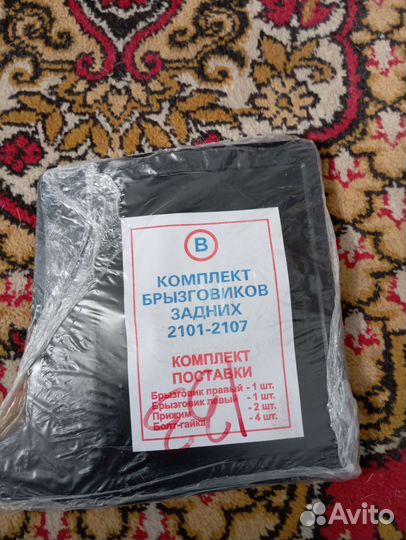 В
КОМПЛЕКТ
БРЫЗГОВИКОВ
ЗАДНИХ
2101-2107
КОМПЛЕКТ
ПОСТАВКИ
Брызговик правый - 1 шт.
Брызговик левый - 1 шт.
Прижим - 2 шт.
Болт-гайка - 4 шт.
Avito